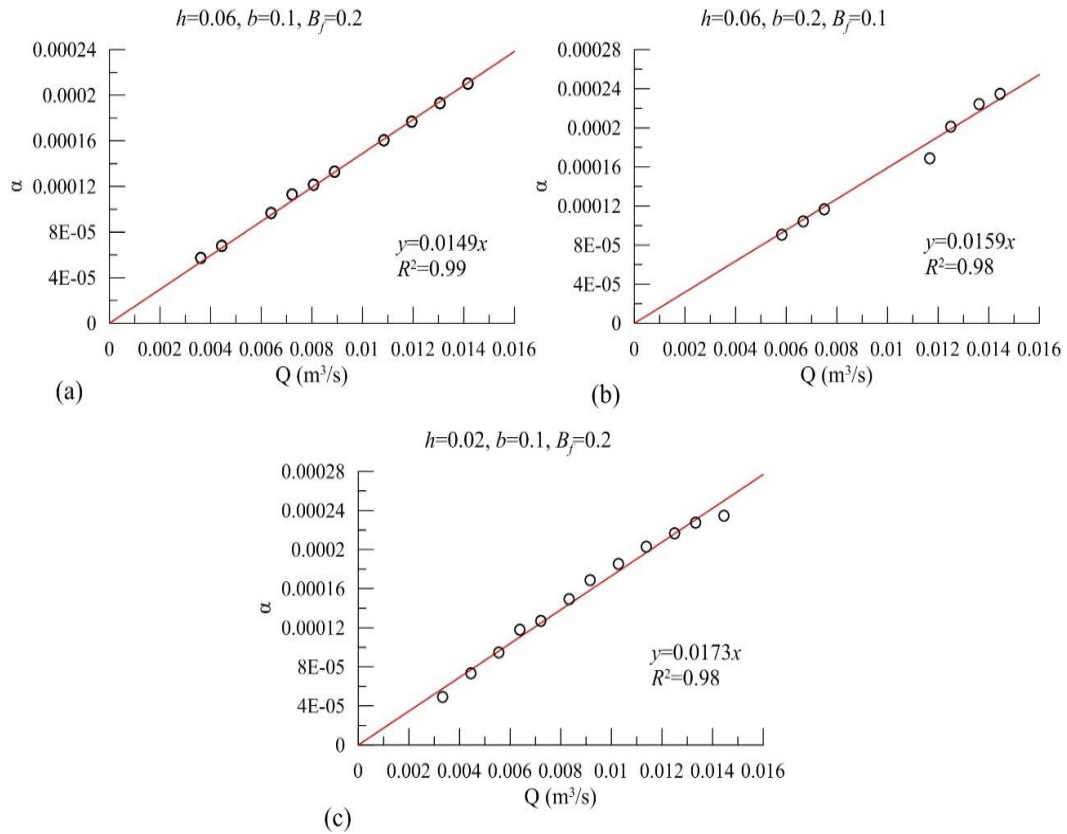 h=0.06, b=0.1, B_f=0.2
0.00024
0.0002
0.00016
0.00012
8E-05
4E-05
0
α
y=0.0149x
R²=0.99
0 0.002 0.004 0.006 0.008 0.01 0.012 0.014 0.016
Q (m³/s)
(a)
h=0.06, b=0.2, B_f=0.1
0.00028
0.00024
0.0002
0.00016
0.00012
8E-05
4E-05
0
α
y=0.0159x
R²=0.98
0 0.002 0.004 0.006 0.008 0.01 0.012 0.014 0.016
Q (m³/s)
(b)
h=0.02, b=0.1, B_f=0.2
0.00028
0.00024
0.0002
0.00016
0.00012
8E-05
4E-05
0
α
y=0.0173x
R²=0.98
0 0.002 0.004 0.006 0.008 0.01 0.012 0.014 0.016
Q (m³/s)
(c)